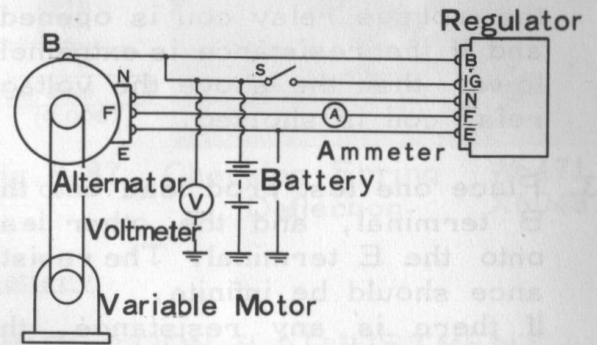 Regulator
B
B
N
S
IG
N
F
A
F
E
E
Ammeter
Alternator
Battery
V
Voltmeter
Variable Motor